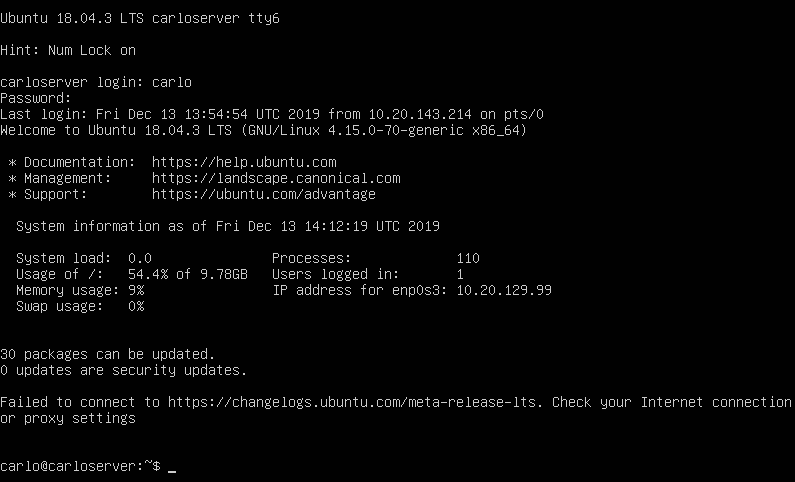 Ubuntu 18.04.3 LTS carloserver tty6
Hint: Num Lock on
carloserver login: carlo
Password:
Last login: Fri Dec 13 13:54:54 UTC 2019 from 10.20.143.214 on pts/0
Welcome to Ubuntu 18.04.3 LTS (GNU/Linux 4.15.0-70-generic x86_64)
* Documentation:  https://help.ubuntu.com
* Management:     https://landscape.canonical.com
* Support:        https://ubuntu.com/advantage
System information as of Fri Dec 13 14:12:19 UTC 2019
System load:  0.0               Processes:             110
Usage of /:   54.4% of 9.78GB   Users logged in:       1
Memory usage: 9%                IP address for enp0s3: 10.20.129.99
Swap usage:   0%
30 packages can be updated.
0 updates are security updates.
Failed to connect to https://changelogs.ubuntu.com/meta-release-lts. Check your Internet connection
or proxy settings
carlo@carloserver:~$ _